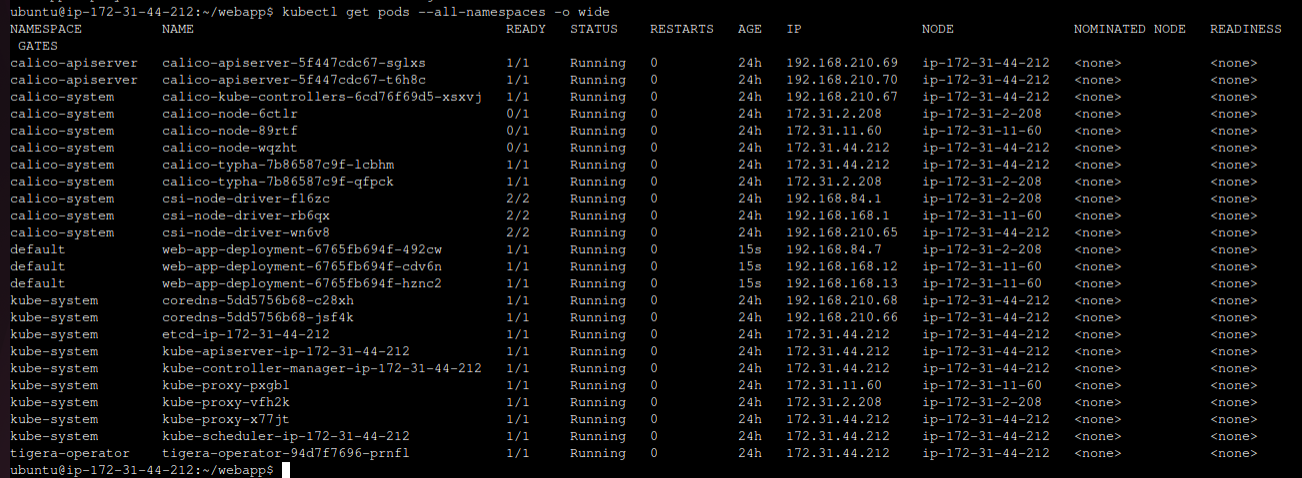 ubuntu@ip-172-31-44-212:~/webapp$ kubectl get pods --all-namespaces -o wide
NAMESPACE NAME READY STATUS RESTARTS AGE IP NODE NOMINATED NODE READINESS
GATES
calico-apiserver calico-apiserver-5f447cdc67-sglxs 1/1 Running 0 24h 192.168.210.69 ip-172-31-44-212 <none> <none>
calico-apiserver calico-apiserver-5f447cdc67-t6h8c 1/1 Running 0 24h 192.168.210.70 ip-172-31-44-212 <none> <none>
calico-system calico-kube-controllers-6cd76f69d5-xsxvj 1/1 Running 0 24h 192.168.210.67 ip-172-31-44-212 <none> <none>
calico-system calico-node-6ctlr 0/1 Running 0 24h 172.31.2.208 ip-172-31-2-208 <none> <none>
calico-system calico-node-89rtf 0/1 Running 0 24h 172.31.11.60 ip-172-31-11-60 <none> <none>
calico-system calico-node-wqzht 0/1 Running 0 24h 172.31.44.212 ip-172-31-44-212 <none> <none>
calico-system calico-typha-7b86587c9f-lcbhm 1/1 Running 0 24h 172.31.44.212 ip-172-31-44-212 <none> <none>
calico-system calico-typha-7b86587c9f-qfpck 1/1 Running 0 24h 172.31.2.208 ip-172-31-2-208 <none> <none>
calico-system csi-node-driver-fl6zc 2/2 Running 0 24h 192.168.84.1 ip-172-31-2-208 <none> <none>
calico-system csi-node-driver-rb6qx 2/2 Running 0 24h 192.168.168.1 ip-172-31-11-60 <none> <none>
calico-system csi-node-driver-wn6v8 2/2 Running 0 24h 192.168.210.65 ip-172-31-44-212 <none> <none>
default web-app-deployment-6765fb694f-492cw 1/1 Running 0 15s 192.168.84.7 ip-172-31-2-208 <none> <none>
default web-app-deployment-6765fb694f-cdv6n 1/1 Running 0 15s 192.168.168.12 ip-172-31-11-60 <none> <none>
default web-app-deployment-6765fb694f-hznc2 1/1 Running 0 15s 192.168.168.13 ip-172-31-11-60 <none> <none>
kube-system coredns-5dd5756b68-c28xh 1/1 Running 0 24h 192.168.210.68 ip-172-31-44-212 <none> <none>
kube-system coredns-5dd5756b68-jsf4k 1/1 Running 0 24h 192.168.210.66 ip-172-31-44-212 <none> <none>
kube-system etcd-ip-172-31-44-212 1/1 Running 0 24h 172.31.44.212 ip-172-31-44-212 <none> <none>
kube-system kube-apiserver-ip-172-31-44-212 1/1 Running 0 24h 172.31.44.212 ip-172-31-44-212 <none> <none>
kube-system kube-controller-manager-ip-172-31-44-212 1/1 Running 0 24h 172.31.44.212 ip-172-31-44-212 <none> <none>
kube-system kube-proxy-pxgbl 1/1 Running 0 24h 172.31.11.60 ip-172-31-11-60 <none> <none>
kube-system kube-proxy-vfh2k 1/1 Running 0 24h 172.31.2.208 ip-172-31-2-208 <none> <none>
kube-system kube-proxy-x77jt 1/1 Running 0 24h 172.31.44.212 ip-172-31-44-212 <none> <none>
kube-system kube-scheduler-ip-172-31-44-212 1/1 Running 0 24h 172.31.44.212 ip-172-31-44-212 <none> <none>
tigera-operator tigera-operator-94d7f7696-prnfl 1/1 Running 0 24h 172.31.44.212 ip-172-31-44-212 <none> <none>
ubuntu@ip-172-31-44-212:~/webapp$